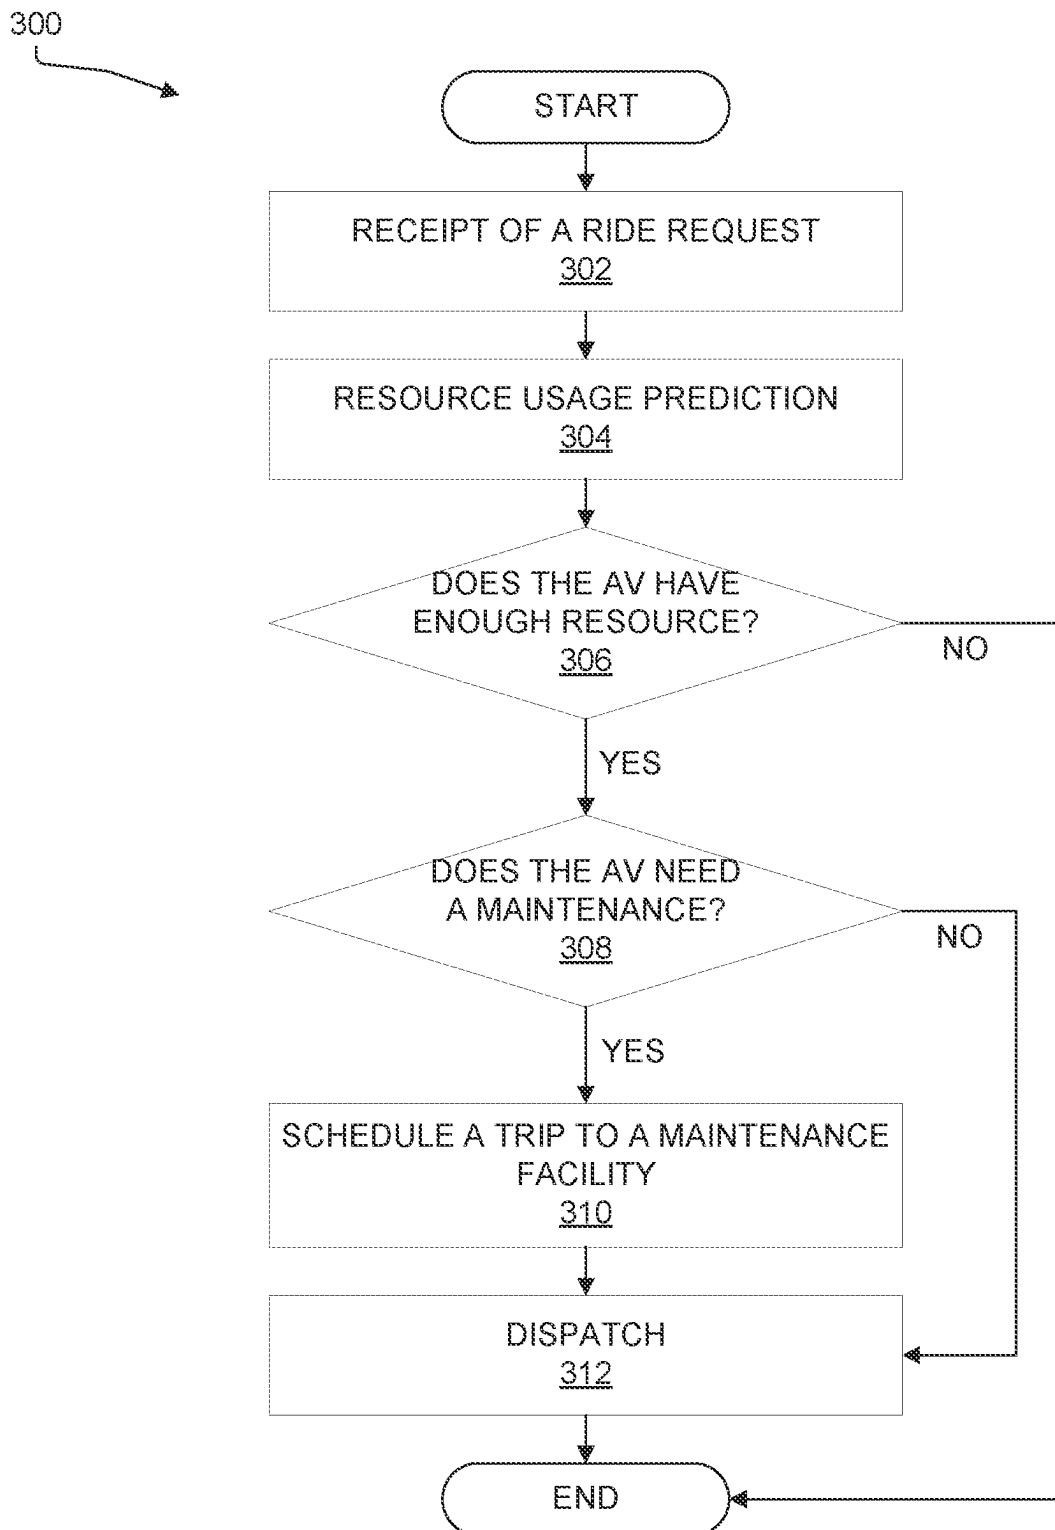 300
START
RECEIPT OF A RIDE REQUEST
302
RESOURCE USAGE PREDICTION
304
DOES THE AV HAVE
ENOUGH RESOURCE?
306
NO
YES
DOES THE AV NEED
A MAINTENANCE?
308
NO
YES
SCHEDULE A TRIP TO A MAINTENANCE
FACILITY
310
DISPATCH
312
END